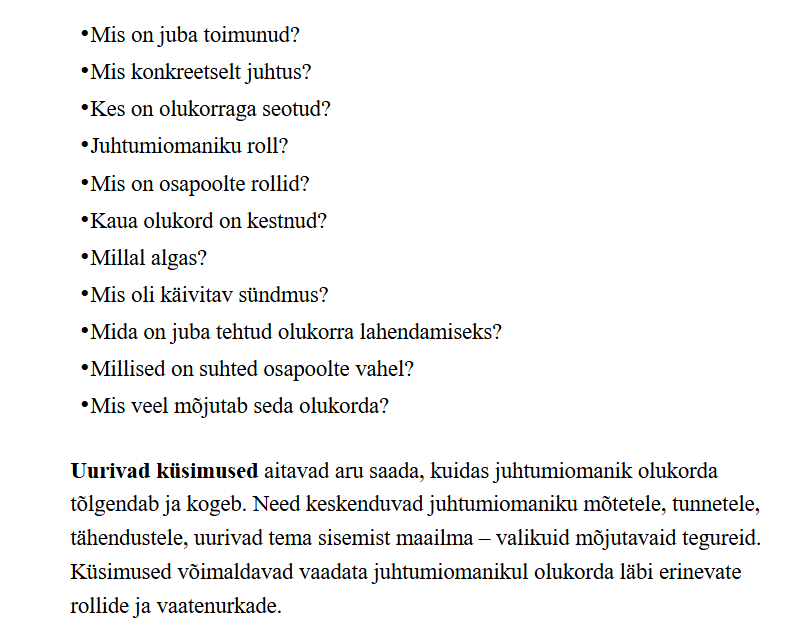 •Mis on juba toimunud?
•Mis konkreetselt juhtus?
•Kes on olukorraga seotud?
•Juhtumiomaniku roll?
•Mis on osapoolte rollid?
•Kaua olukord on kestnud?
•Millal algas?
•Mis oli käivitav sündmus?
•Mida on juba tehtud olukorra lahendamiseks?
•Millised on suhted osapoolte vahel?
•Mis veel mõjutab seda olukorda?
Uurivad küsimused aitavad aru saada, kuidas juhtumiomanik olukorda
tõlgendab ja kogeb. Need keskenduvad juhtumiomaniku mõtetele, tunnetele,
tähendustele, uurivad tema sisemist maailma – valikuid mõjutavaid tegureid.
Küsimused võimaldavad vaadata juhtumiomanikul olukorda läbi erinevate
rollide ja vaatenurkade.